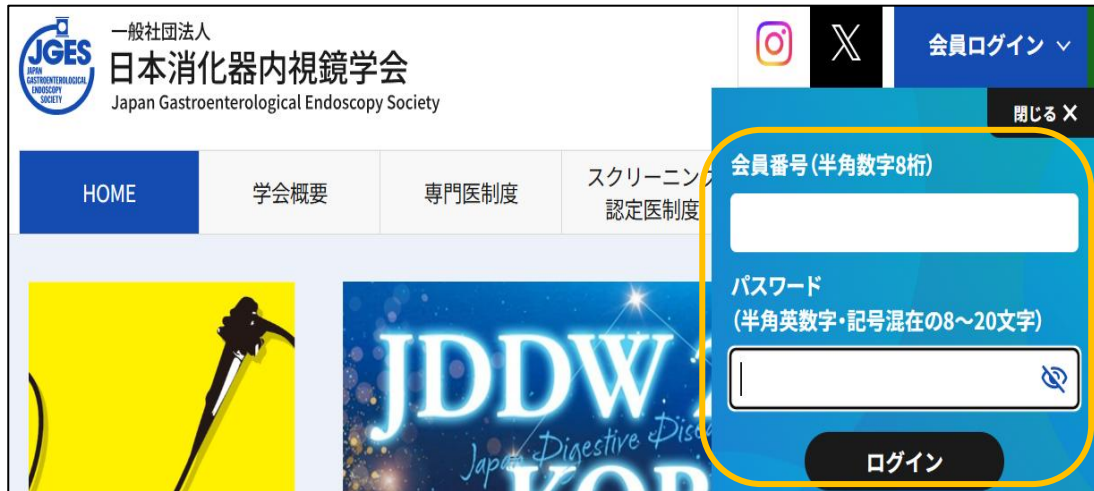 JGES
JAPAN
GASTROENTEROLOGICAL
ENDOSCOPY
SOCIETY
一般社団法人
日本消化器内視鏡学会
Japan Gastroenterological Endoscopy Society
会員ログイン
閉じる X
HOME
学会概要
専門医制度
スクリーニング
認定医制度
会員番号(半角数字8桁)
パスワード
(半角英数字・記号混在の8～20文字)
ログイン
JDDW
Japan Digestive